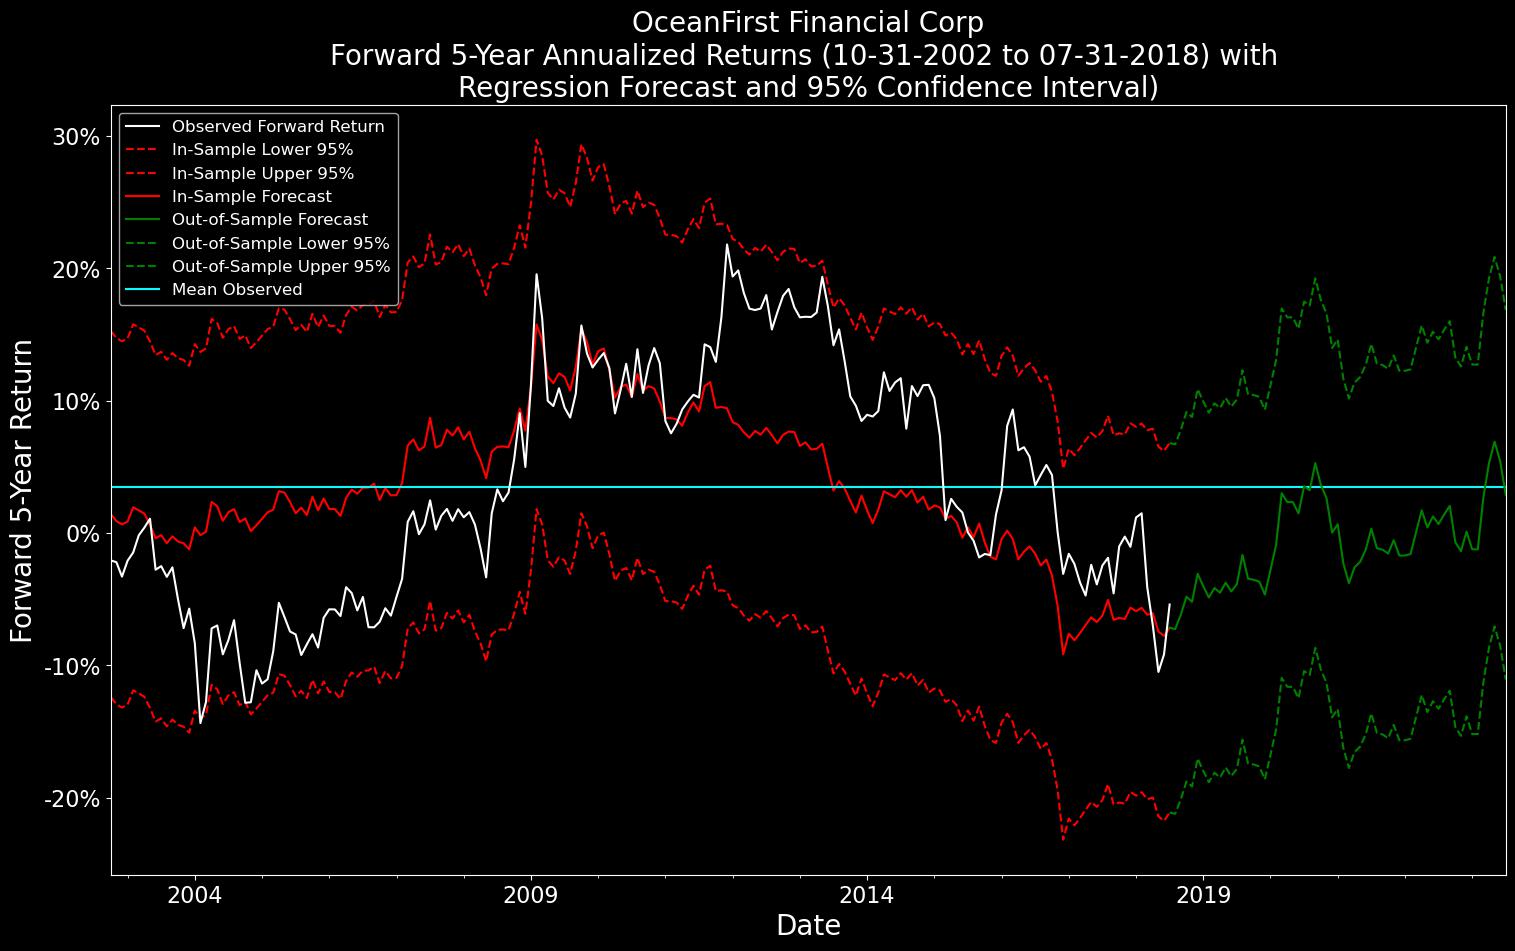 OceanFirst Financial Corp
Forward 5-Year Annualized Returns (10-31-2002 to 07-31-2018) with
Regression Forecast and 95% Confidence Interval)
Observed Forward Return
In-Sample Lower 95%
In-Sample Upper 95%
In-Sample Forecast
Out-of-Sample Forecast
Out-of-Sample Lower 95%
Out-of-Sample Upper 95%
Mean Observed
Forward 5-Year Return
30%
20%
10%
0%
-10%
-20%
2004
2009
2014
2019
Date